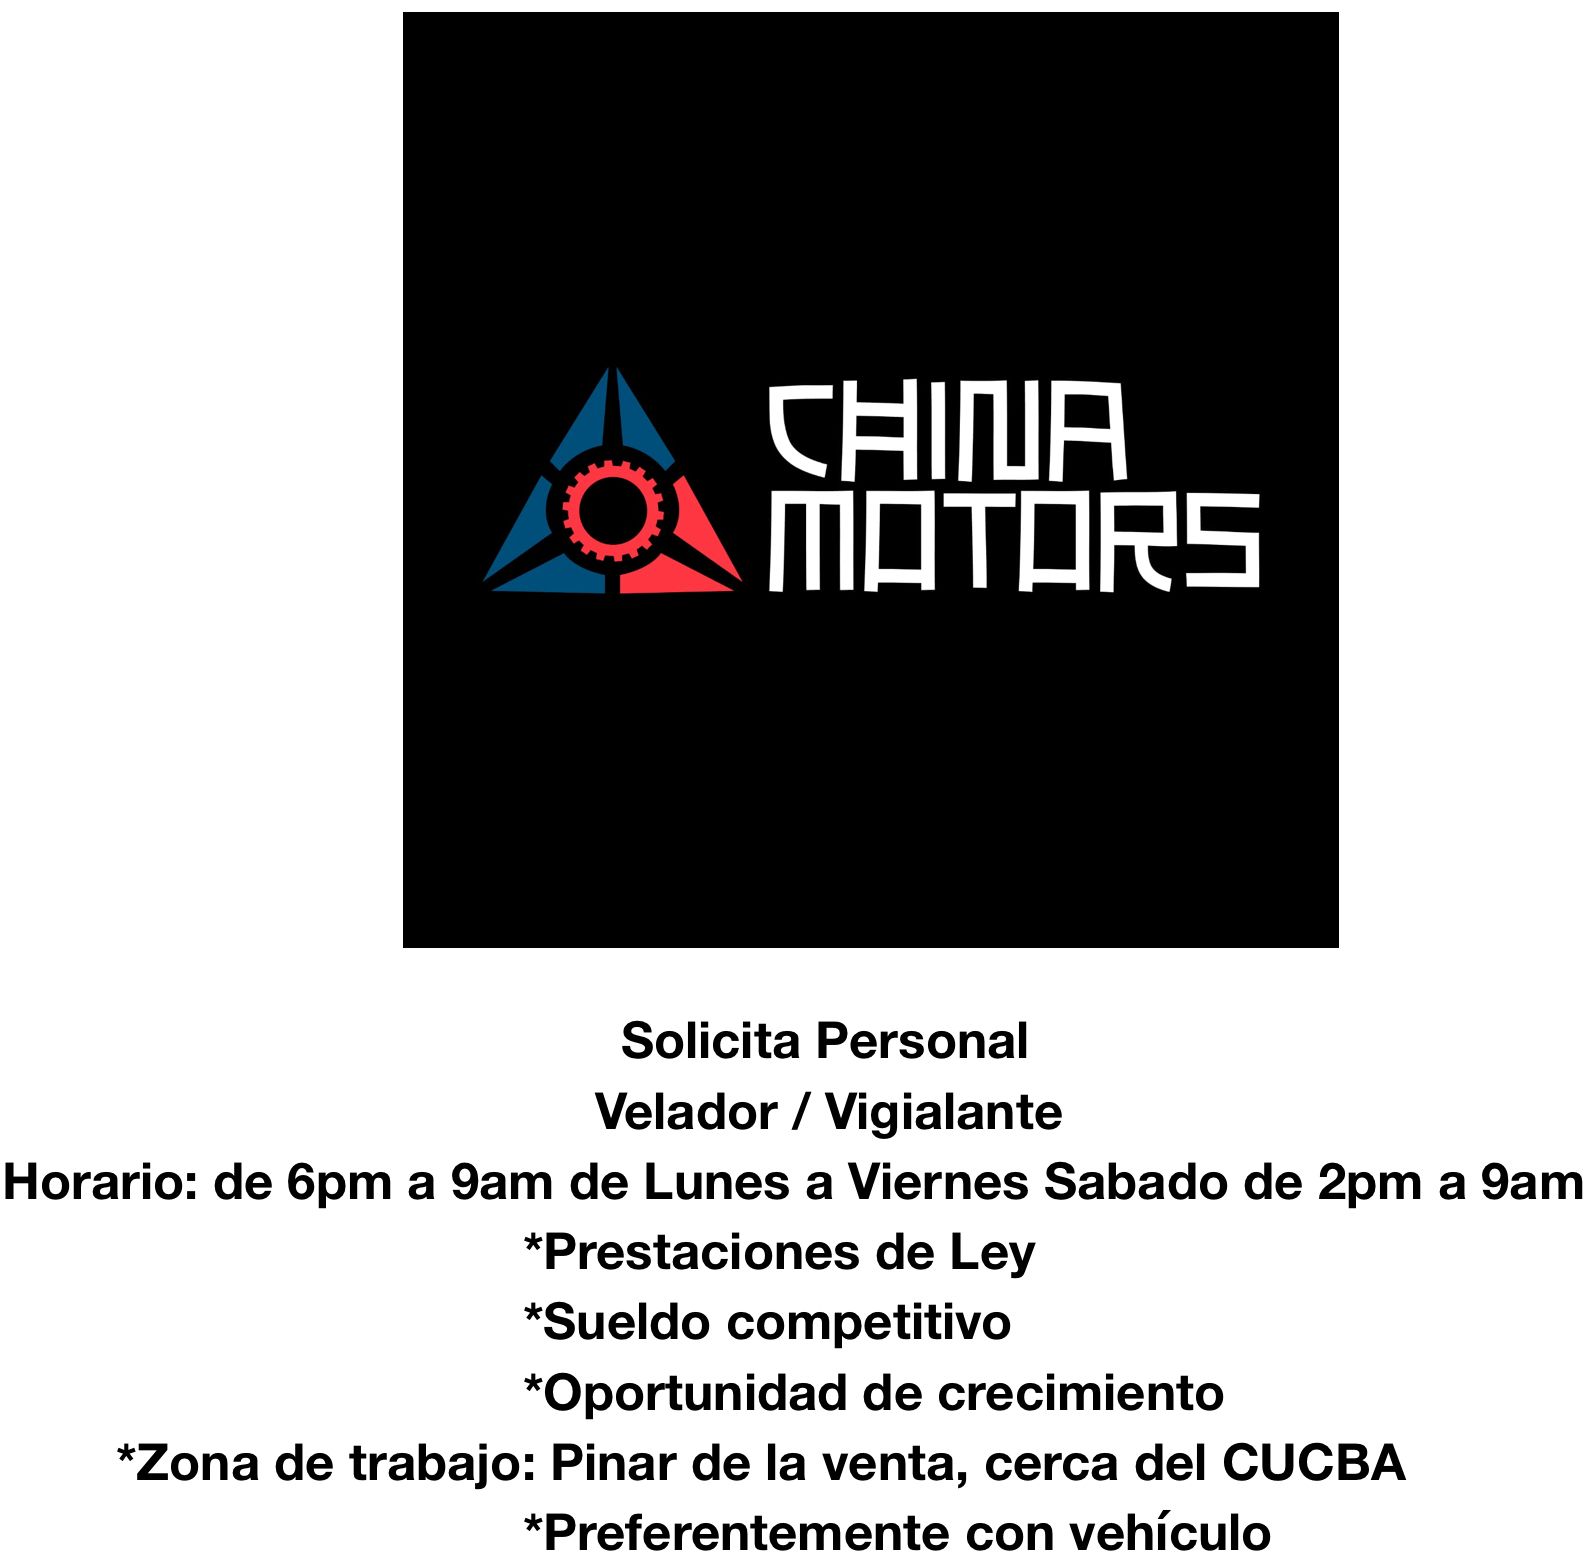 CHINA
MOTORS
Solicita Personal
Velador / Vigialante
Horario: de 6pm a 9am de Lunes a Viernes Sabado de 2pm a 9am
*Prestaciones de Ley
*Sueldo competitivo
*Oportunidad de crecimiento
*Zona de trabajo: Pinar de la venta, cerca del CUCBA
*Preferentemente con vehículo